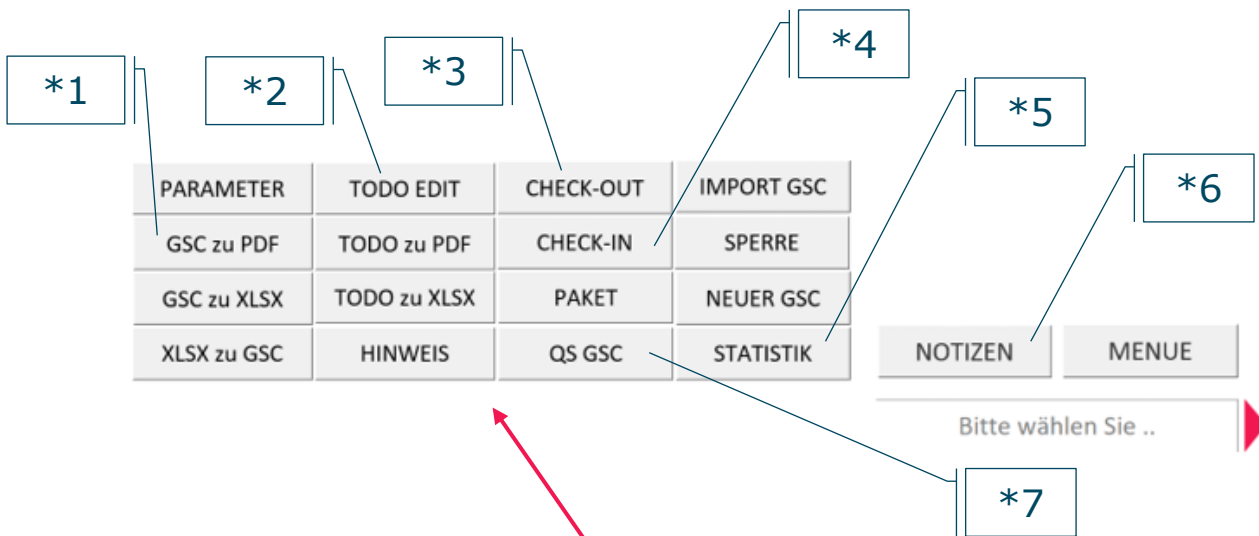 *4
*3
*1
*2
*5
*6
PARAMETER TODO EDIT CHECK-OUT IMPORT GSC
GSC zu PDF TODO zu PDF CHECK-IN SPERRE
GSC zu XLSX TODO zu XLSX PAKET NEUER GSC
XLSX zu GSC HINWEIS QS GSC STATISTIK NOTIZEN MENUE
Bitte wählen Sie ..
*7